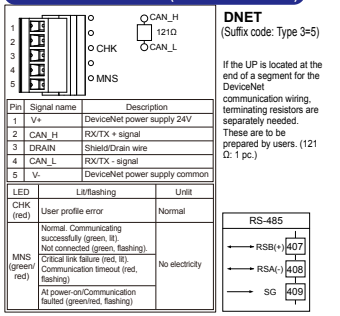 1
2
3
4
5
CHK
MNS
CAN_H
121Ω
CAN_L
DNET
(Suffix code: Type 3=5)
If the UP is located at the
end of a segment for the
DeviceNet
communication wiring,
terminating resistors are
separately needed.
These are to be
prepared by users. (121
Ω: 1 pc.)
Pin Signal name Description
1 V+ DeviceNet power supply 24V
2 CAN_H RX/TX + signal
3 DRAIN Shield/Drain wire
4 CAN_L RX/TX - signal
5 V- DeviceNet power supply common
LED Lit/flashing Unlit
CHK
(red) User profile error Normal
MNS
(green/
red)
Normal. Communicating
successfully (green, lit).
Not connected (green, flashing).
Critical link failure (red, lit).
Communication timeout (red,
flashing)
At power-on/Communication
faulted (green/red, flashing)
No electricity
RS-485
RSB(+) 407
RSA(-) 408
SG 409